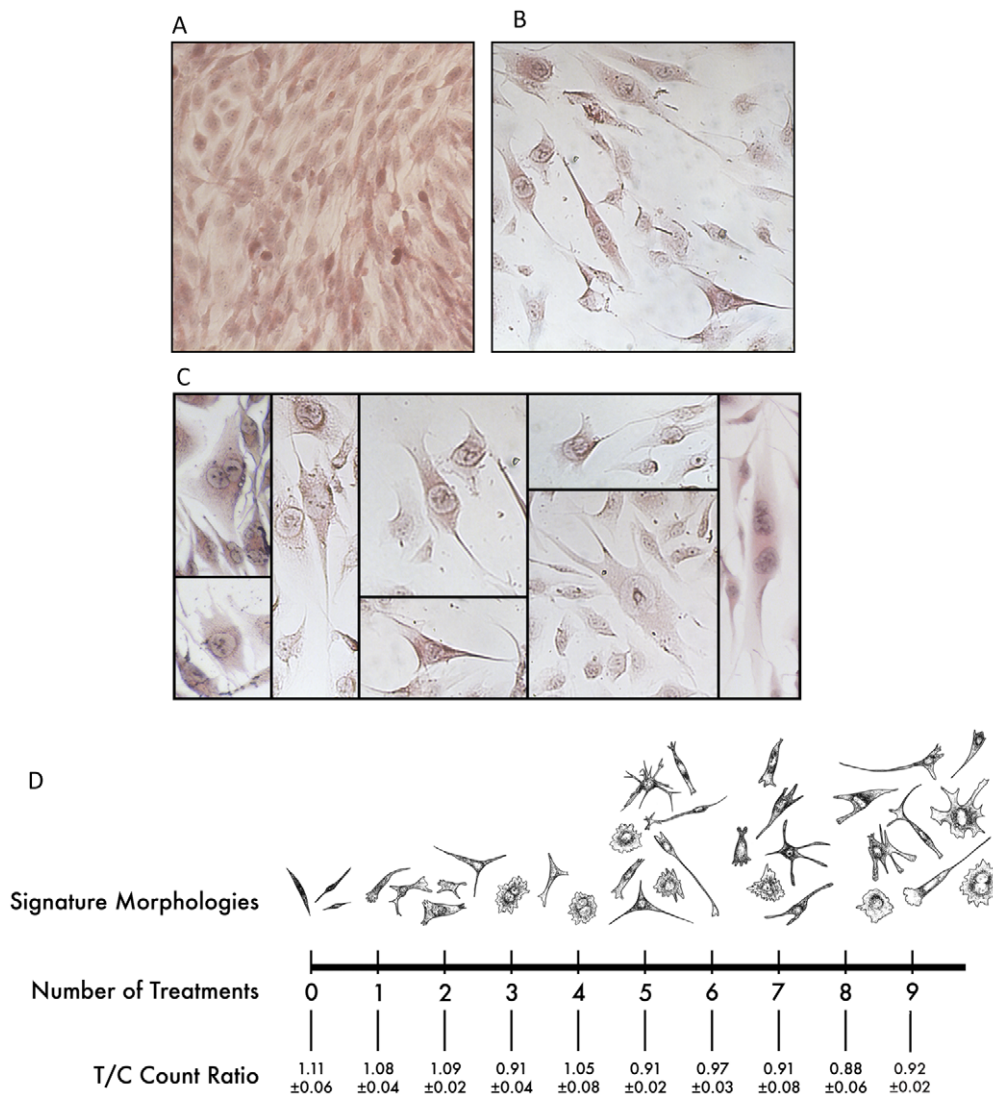 A
B
C
D
Signature Morphologies
Number of Treatments 0 1 2 3 4 5 6 7 8 9
T/C Count Ratio 1.11 1.08 1.09 0.91 1.05 0.91 0.97 0.91 0.88 0.92
±0.06 ±0.04 ±0.02 ±0.04 ±0.08 ±0.02 ±0.03 ±0.08 ±0.06 ±0.02